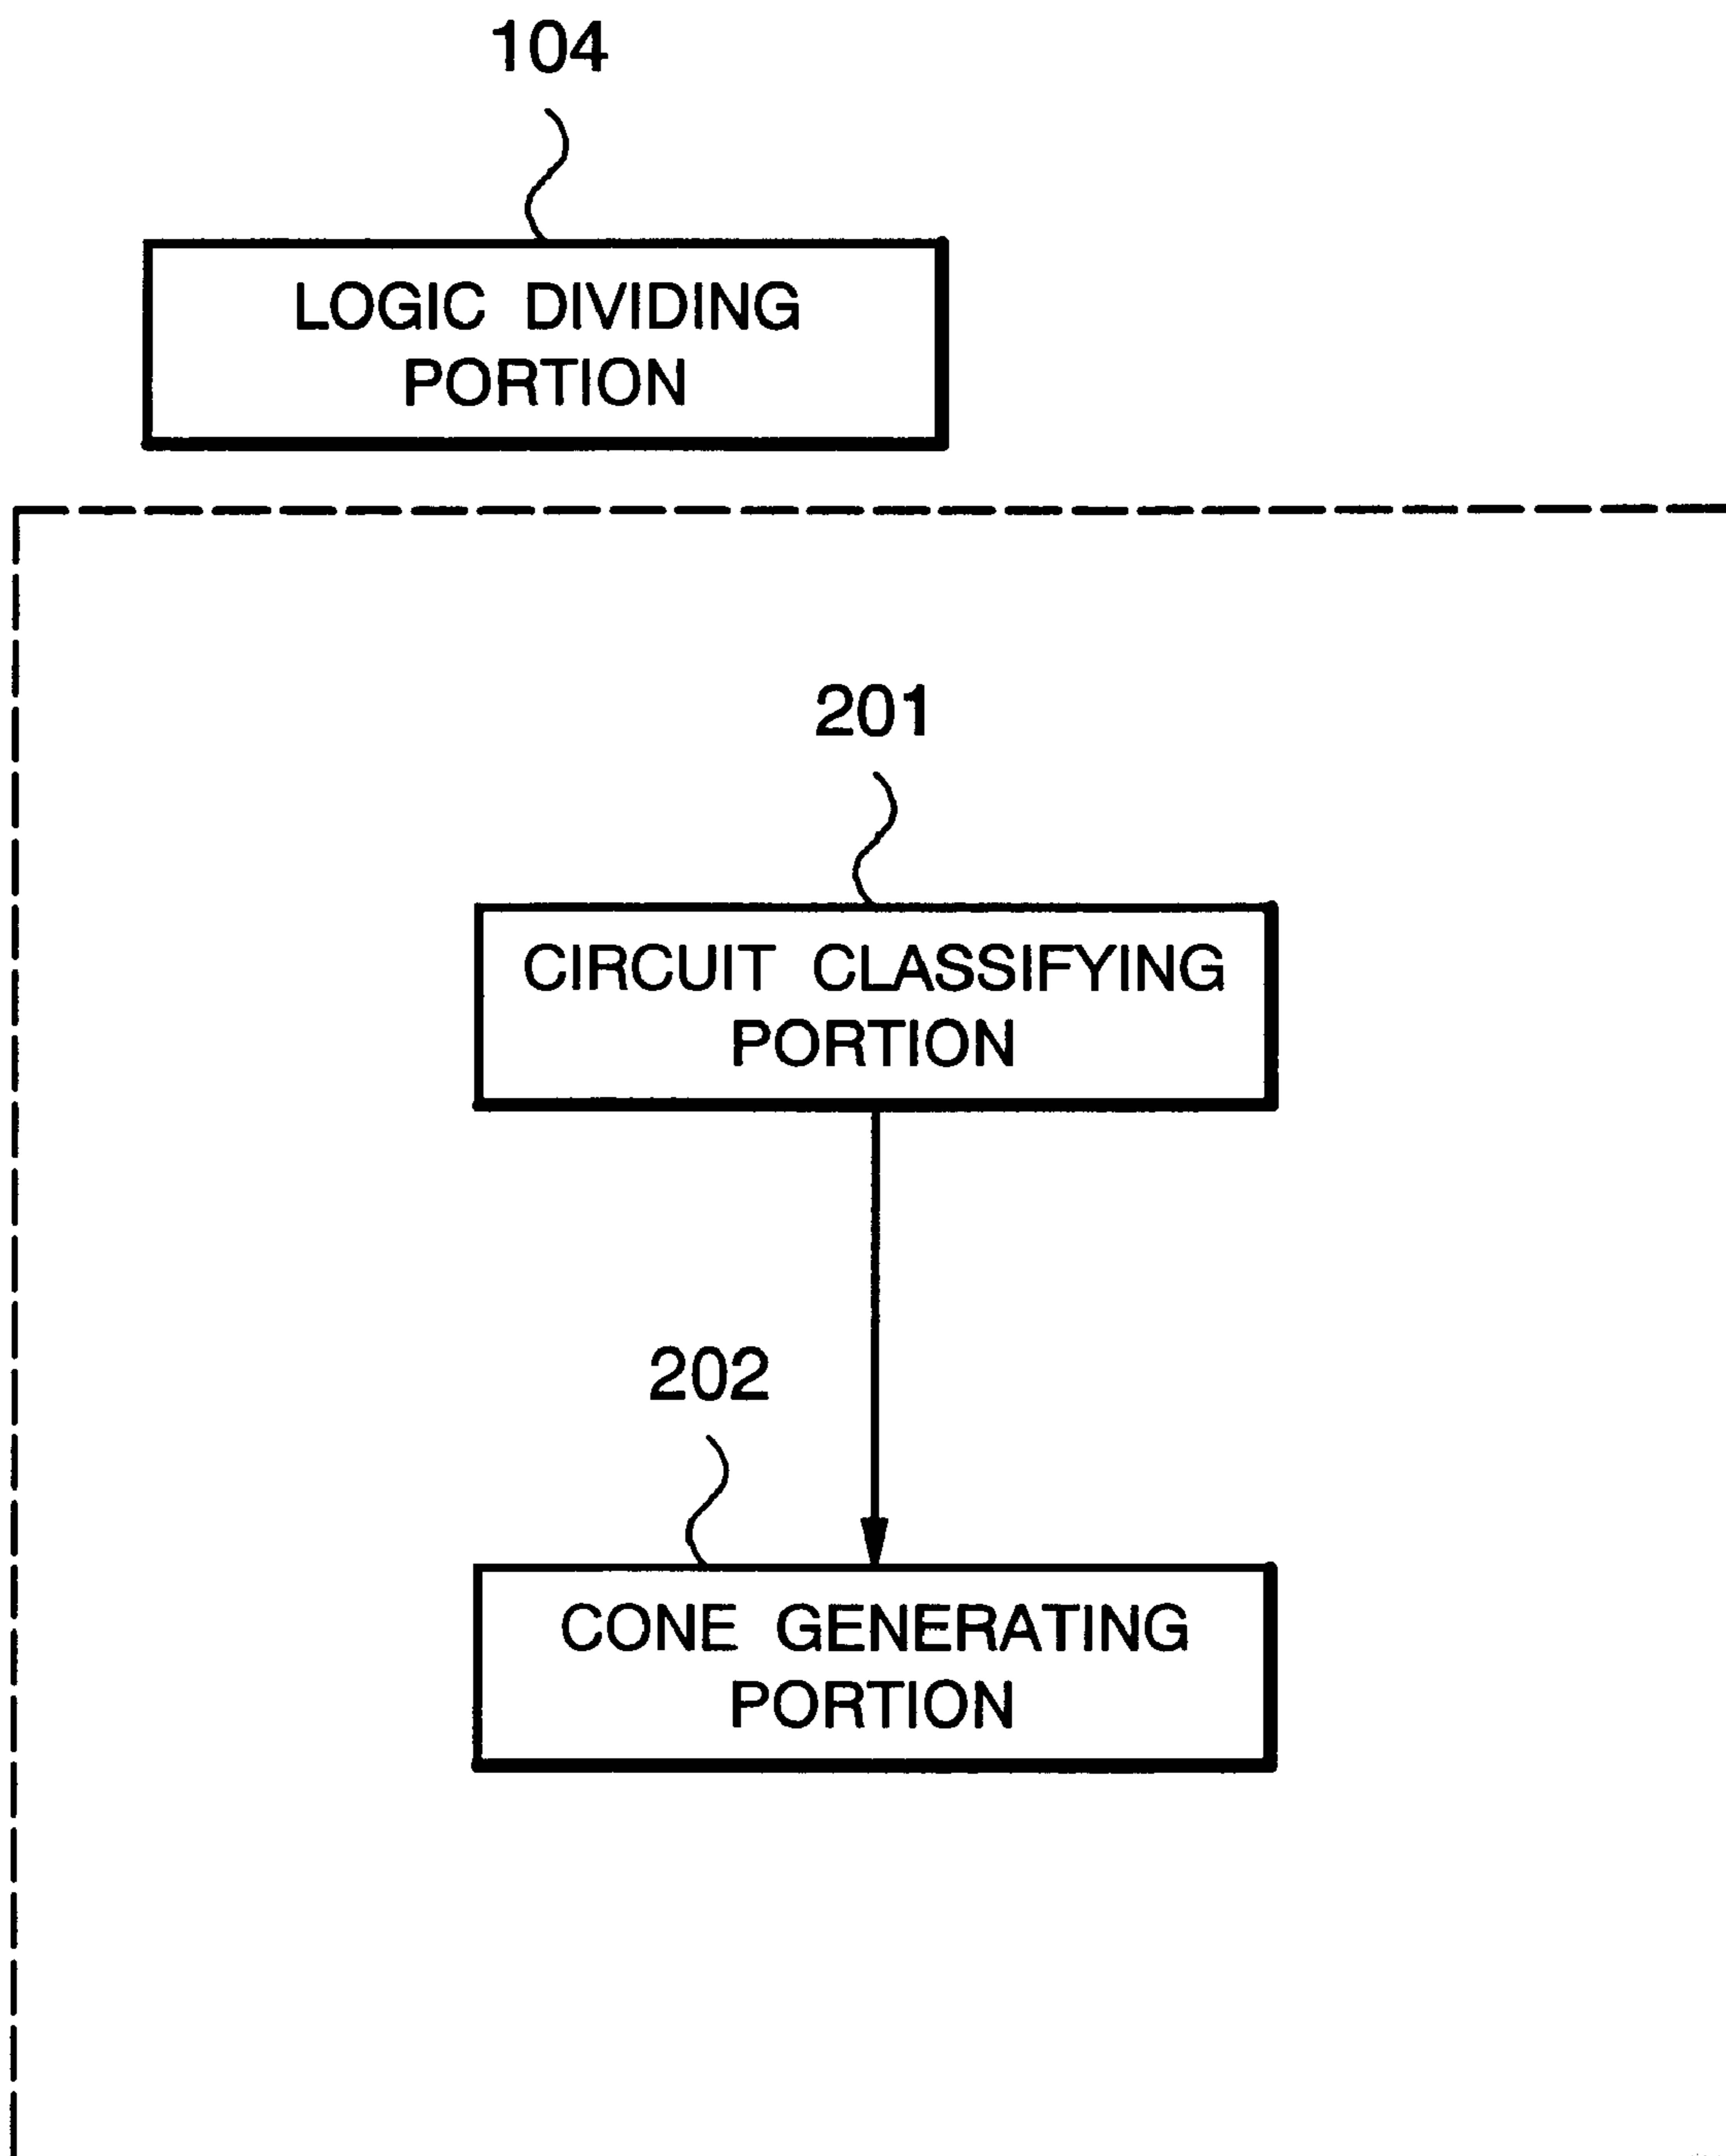 104
LOGIC DIVIDING
PORTION
201
CIRCUIT CLASSIFYING
PORTION
202
CONE GENERATING
PORTION